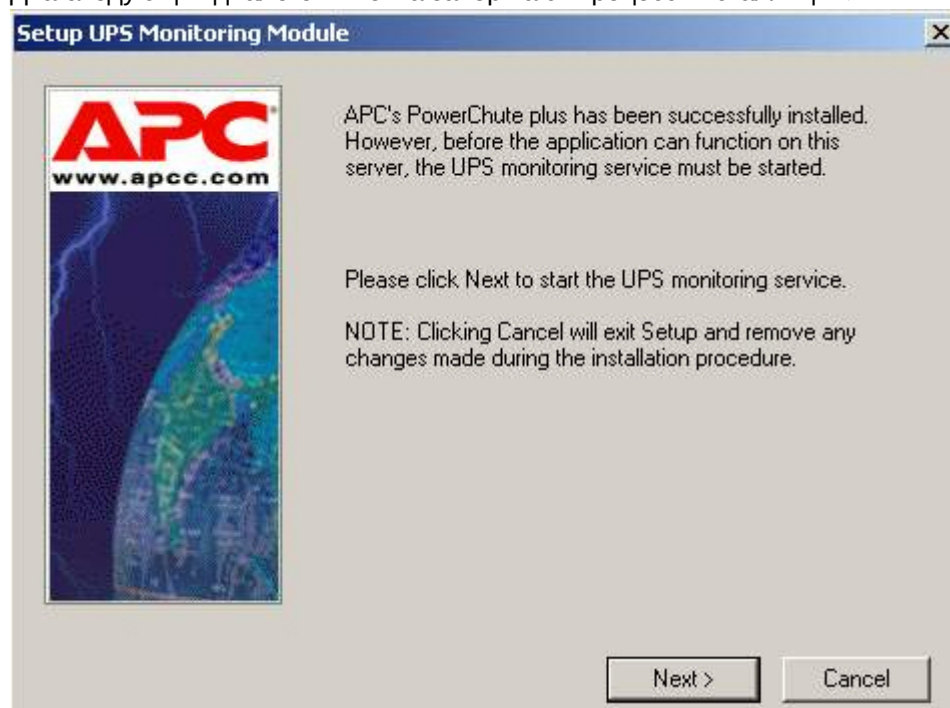 Setup UPS Monitoring Module
APC
www.apcc.com
APC's PowerChute plus has been successfully installed.
However, before the application can function on this
server, the UPS monitoring service must be started.
Please click Next to start the UPS monitoring service.
NOTE: Clicking Cancel will exit Setup and remove any
changes made during the installation procedure.
Next >
Cancel